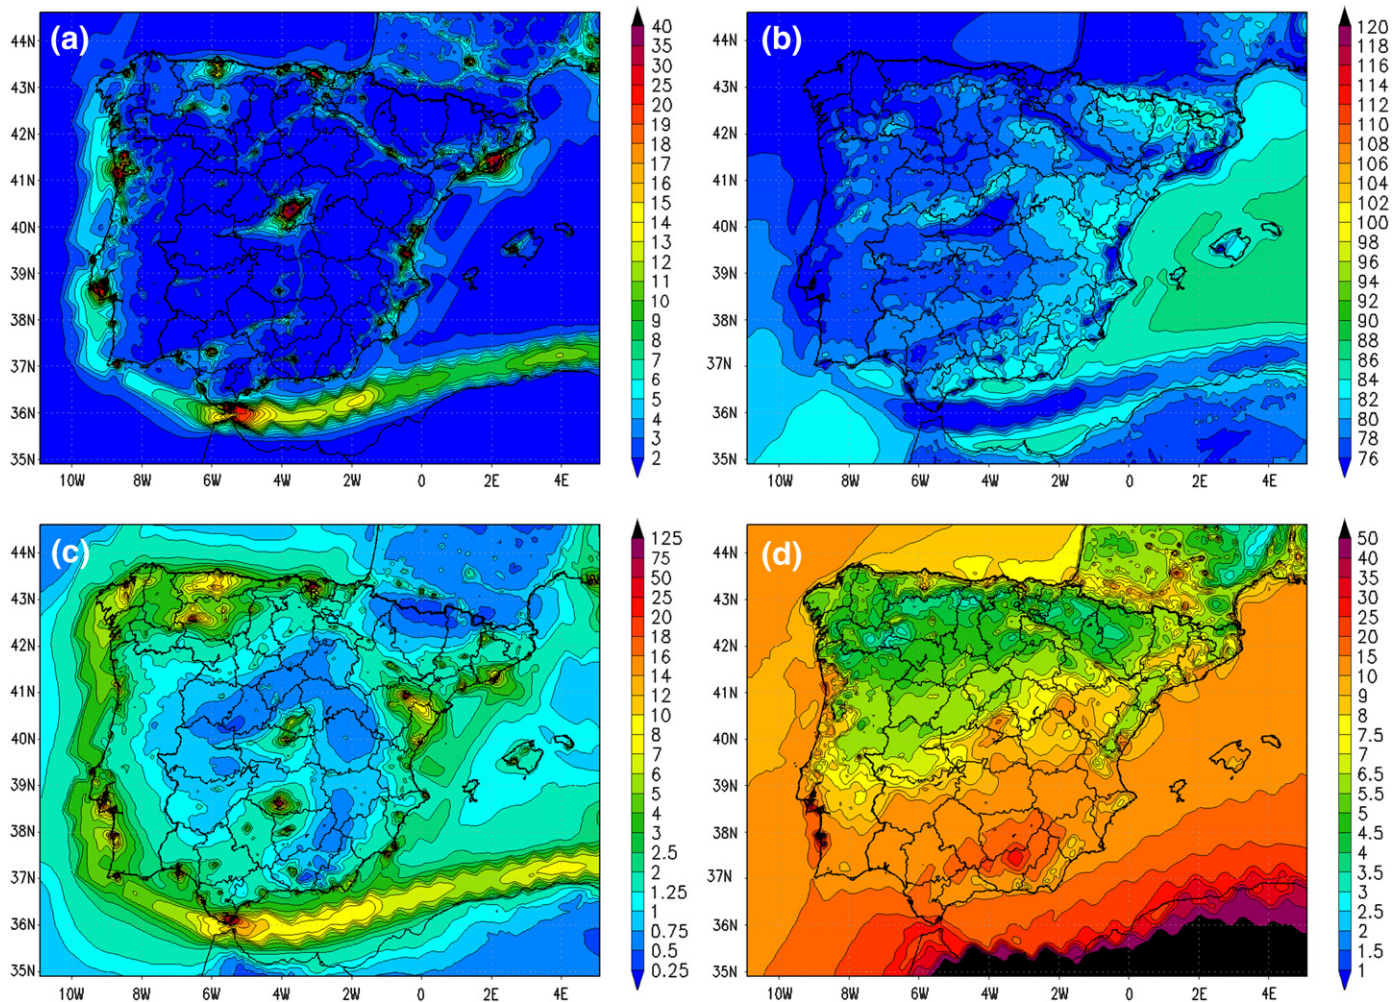 (a)
44N
43N
42N
41N
40N
39N
38N
37N
36N
35N
10W 8W 6W 4W 2W 0 2E 4E
40
35
30
25
20
19
18
17
16
15
14
13
12
11
10
9
8
7
6
5
4
3
2
(b)
44N
43N
42N
41N
40N
39N
38N
37N
36N
35N
10W 8W 6W 4W 2W 0 2E 4E
120
118
116
114
112
110
108
106
104
102
100
98
96
94
92
90
88
86
84
82
80
78
76
(c)
44N
43N
42N
41N
40N
39N
38N
37N
36N
35N
10W 8W 6W 4W 2W 0 2E 4E
125
75
50
25
20
18
16
14
12
10
8
7
6
5
4
3
2.5
2
1.25
1
0.75
0.5
0.25
(d)
44N
43N
42N
41N
40N
39N
38N
37N
36N
35N
10W 8W 6W 4W 2W 0 2E 4E
50
40
35
30
25
20
15
10
9
8
7.5
7
6.5
6
5.5
5
4.5
4
3.5
3
2.5
2
1.5
1